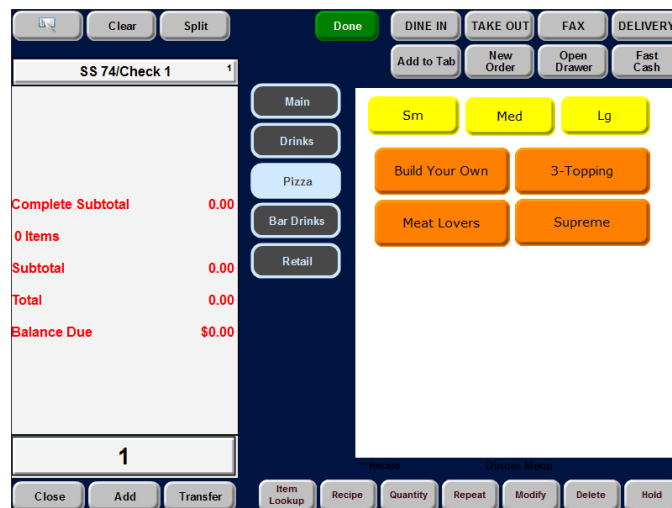 Clear Split Done DINE IN TAKE OUT FAX DELIVERY
Add to Tab New Order Open Drawer Fast Cash
SS 74/Check 1 1
Main
Drinks
Pizza
Bar Drinks
Retail
Sm Med Lg
Build Your Own 3-Topping
Meat Lovers Supreme
Complete Subtotal 0.00
0 Items
Subtotal 0.00
Total 0.00
Balance Due $0.00
1
**Recipe Dinner Menu
Close Add Transfer Item Lookup Recipe Quantity Repeat Modify Delete Hold